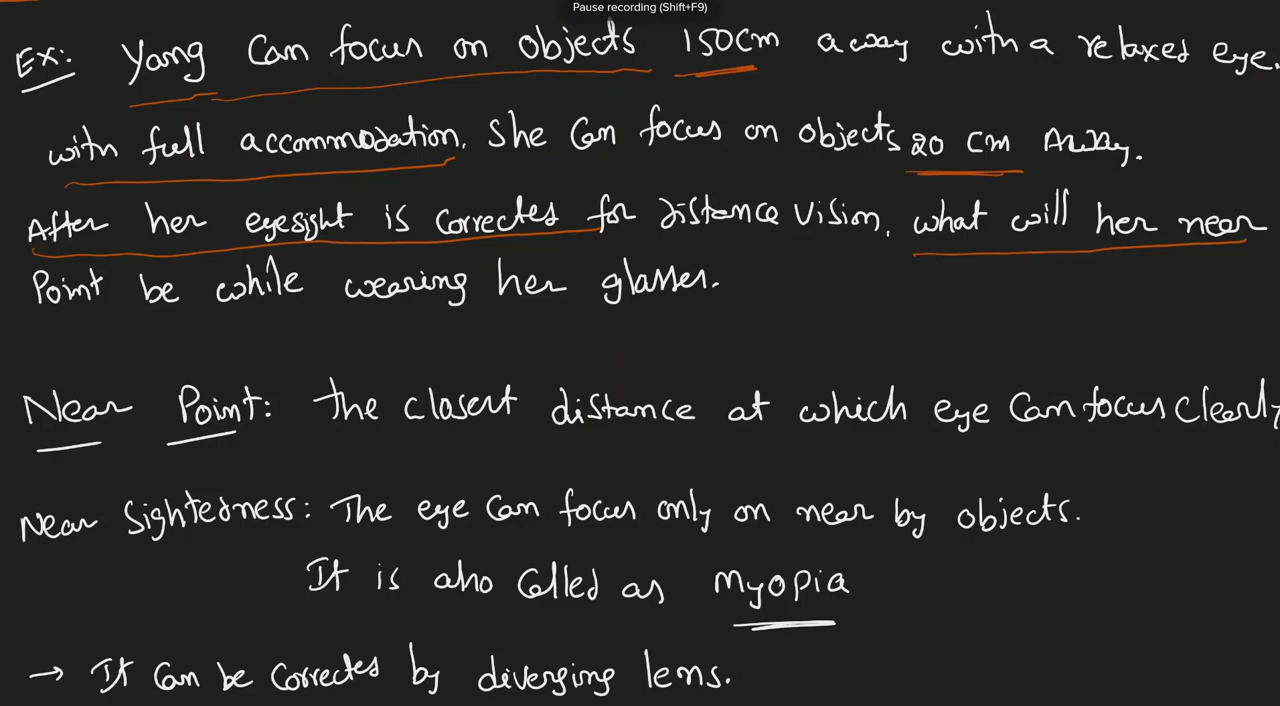 Pause recording (Shift+F9)
Ex: Yang Can focus on objects 150cm away with a relaxed eye.
with full accommodation. She Can focus on objects 20 cm Away.
After her eyesight is corrected for distance vision, what will her near
Point be while wearing her glasses.
Near Point: The closest distance at which eye Can focus clearly
Near Sightedness: The eye Can focus only on near by objects.
It is also called as Myopia
→ It Can be corrected by diverging lens.